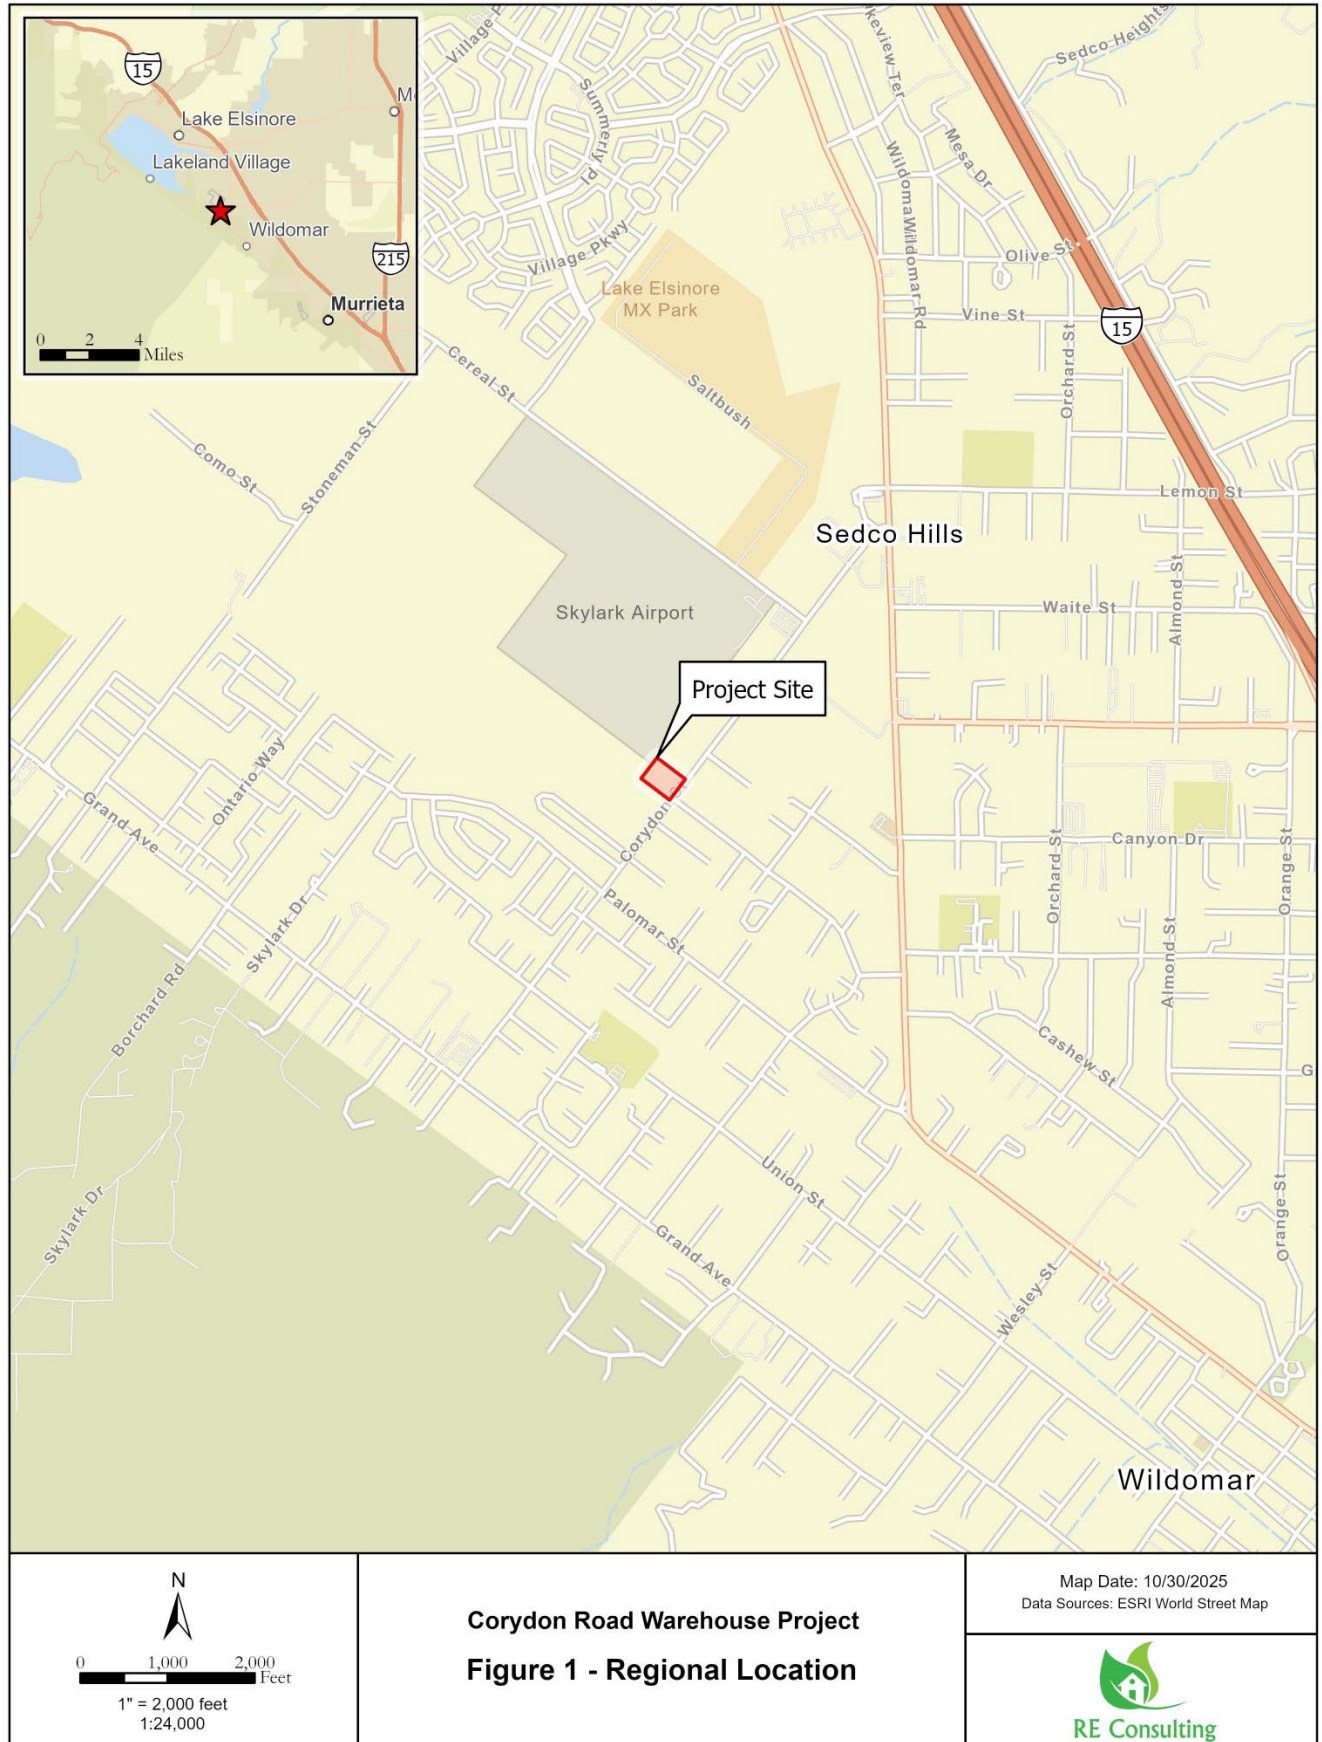 15
Lake Elsinore
Lakeland Village
Wildomar
215
Murrieta
0 2 4
Miles
Summerly Pl
Village Pkwy
Lake Elsinore
MX Park
Saltbush
Cereal St
Stoneman St
Como St
Mesa Dr
Sedco Heights
Wildomar Rd
Olive St
Vine St
15
Orchard St
Lemon St
Sedco Hills
Waite St
Almond St
Skylark Airport
Project Site
Ontario Way
Grand Ave
Corydon
Palomar St
Canyon Dr
Orchard St
Orange St
Almond St
Skylark Dr
Borchard Rd
Cashew St
G
Skylark Dr
Union St
Grand Ave
Wesley St
Orange St
Wildomar
N
0 1,000 2,000
Feet
1" = 2,000 feet
1:24,000
Corydon Road Warehouse Project
Figure 1 - Regional Location
Map Date: 10/30/2025
Data Sources: ESRI World Street Map
RE Consulting